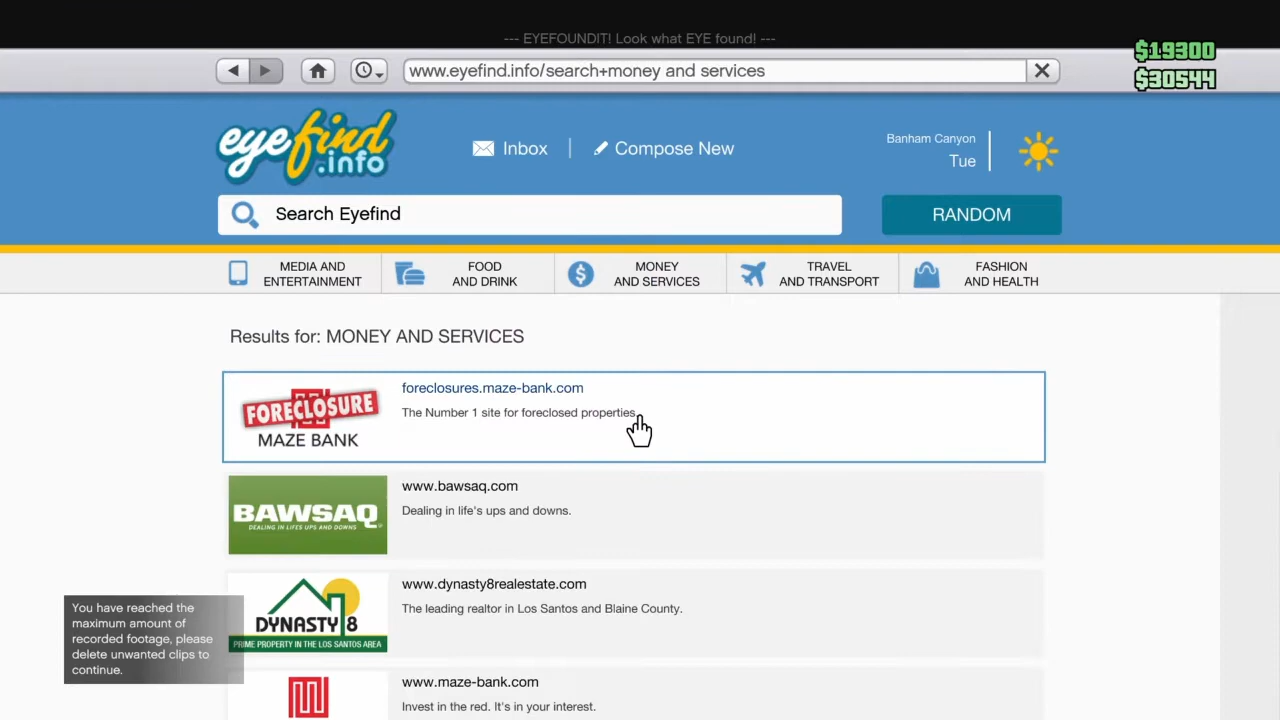 --- EYEFOUNDIT! Look what EYE found! ---
$19300
$30544
www.eyefind.info/search+money and services
eyefind
.info
Inbox
Compose New
Banham Canyon
Tue
Search Eyefind
RANDOM
MEDIA AND
ENTERTAINMENT
FOOD
AND DRINK
MONEY
AND SERVICES
TRAVEL
AND TRANSPORT
FASHION
AND HEALTH
Results for: MONEY AND SERVICES
FORECLOSURE
MAZE BANK
foreclosures.maze-bank.com
The Number 1 site for foreclosed properties.
BAWSAQ
DEALING IN LIFE'S UPS AND DOWNS
www.bawsaq.com
Dealing in life's ups and downs.
DYNASTY 8
PRIME PROPERTY IN THE LOS SANTOS AREA
www.dynasty8realestate.com
The leading realtor in Los Santos and Blaine County.
www.maze-bank.com
Invest in the red. It's in your interest.
You have reached the
maximum amount of
recorded footage, please
delete unwanted clips to
continue.